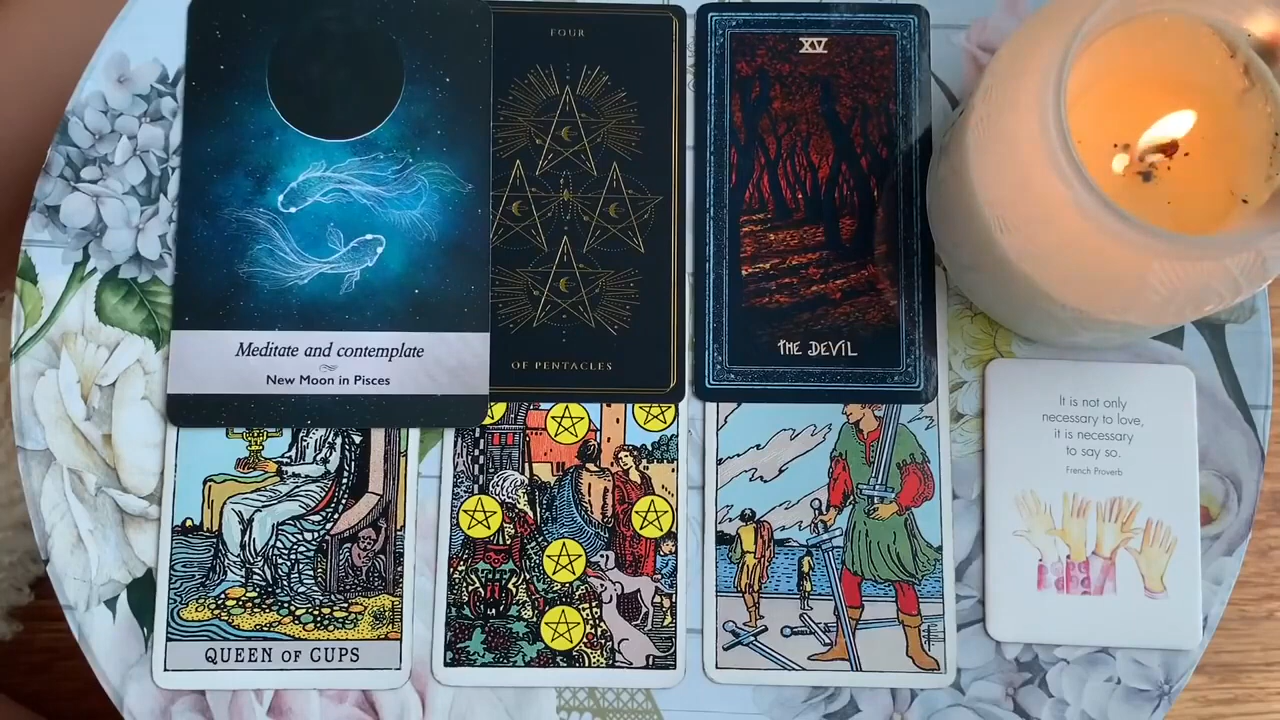 Meditate and contemplate
New Moon in Pisces
FOUR
OF PENTACLES
XV
THE DEVIL
QUEEN OF CUPS
It is not only
necessary to love,
it is necessary
to say so.
French Proverb